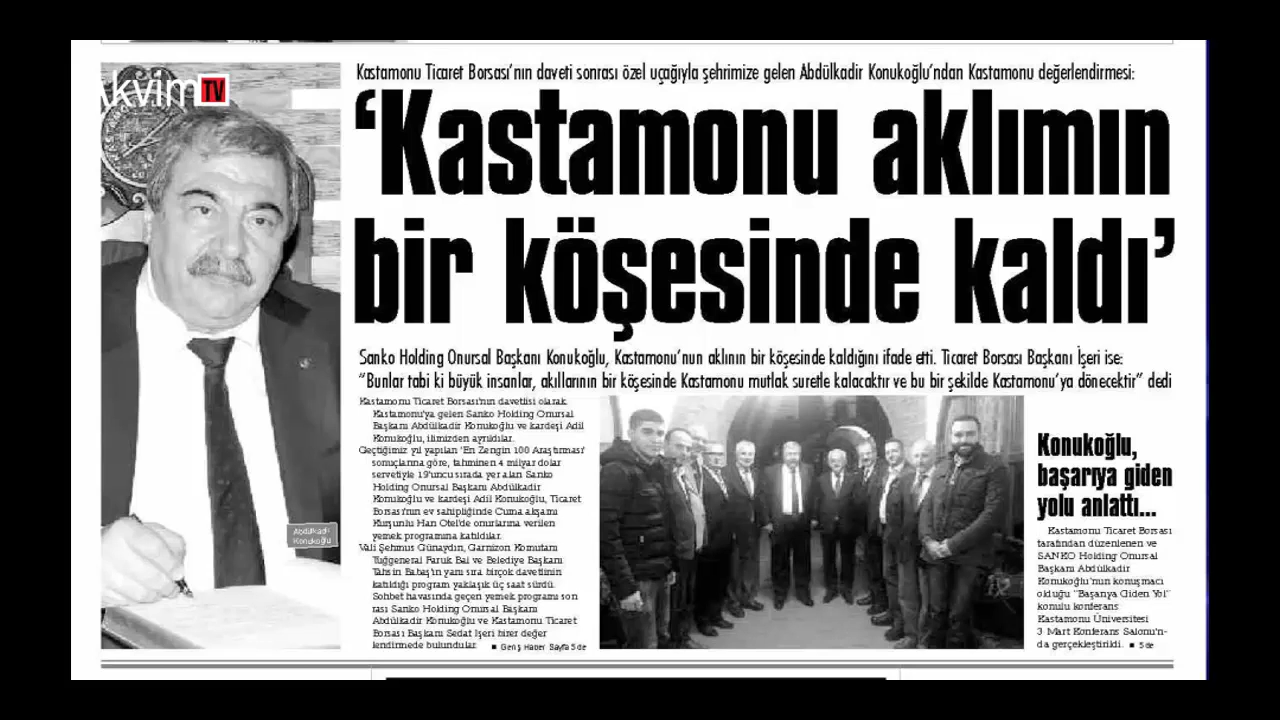 Akvim TV
Kastamonu Ticaret Borsası'nın daveti sonrası özel uçağıyla şehrimize gelen Abdülkadir Konukoğlu'ndan Kastamonu değerlendirmesi:
'Kastamonu aklımın
bir köşesinde kaldı'
Sanko Holding Onursal Başkanı Konukoğlu, Kastamonu'nun aklının bir köşesinde kaldığını ifade etti. Ticaret Borsası Başkanı İşeri ise:
"Bunlar tabi ki büyük insanlar, akıllarının bir köşesinde Kastamonu mutlak suretle kalacaktır ve bu bir şekilde Kastamonu'ya dönecektir" dedi
Kastamonu Ticaret Borsası'nın davetlisi olarak
Kastamonu'ya gelen Sanko Holding Onursal
Başkanı Abdülkadir Konukoğlu ve kardeşi Adil
Konukoğlu, ilimizden ayrıldılar.
Geçtiğimiz yıl yapılan 'En Zengin 100 Araştırması'
sonuçlarına göre, tahminen 4 milyar dolar
servetiyle 19'uncu sırada yer alan Sanko
Holding Onursal Başkanı Abdülkadir
Konukoğlu ve kardeşi Adil Konukoğlu, Ticaret
Borsası'nın ev sahipliğinde Cuma akşamı
Kurşunlu Han Otel'de onurlarına verilen
yemek programına katıldılar.
Vali Şehmus Günaydın, Garnizon Komutanı
Tuğgeneral Faruk Bal ve Belediye Başkanı
Tahsin Babaş'ın yanı sıra birçok davetlinin
katıldığı program yaklaşık üç saat sürdü.
Sohbet havasında geçen yemek programı son
rası Sanko Holding Onursal Başkanı
Abdülkadir Konukoğlu ve Kastamonu Ticaret
Borsası Başkanı Sedat İşeri birer değer
lendirmede bulundular. ■ Geniş Haber Sayfa 5'de
Abdülkadir
Konukoğlu
Konukoğlu,
başarıya giden
yolu anlattı...
Kastamonu Ticaret Borsası
tarafından düzenlenen ve
SANKO Holding Onursal
Başkanı Abdülkadir
Konukoğlu'nun konuşmacı
olduğu "Başarıya Giden Yol"
konulu konferans
Kastamonu Üniversitesi
3 Mart Konferans Salonu'n-
da gerçekleştirildi. ■ 5'de